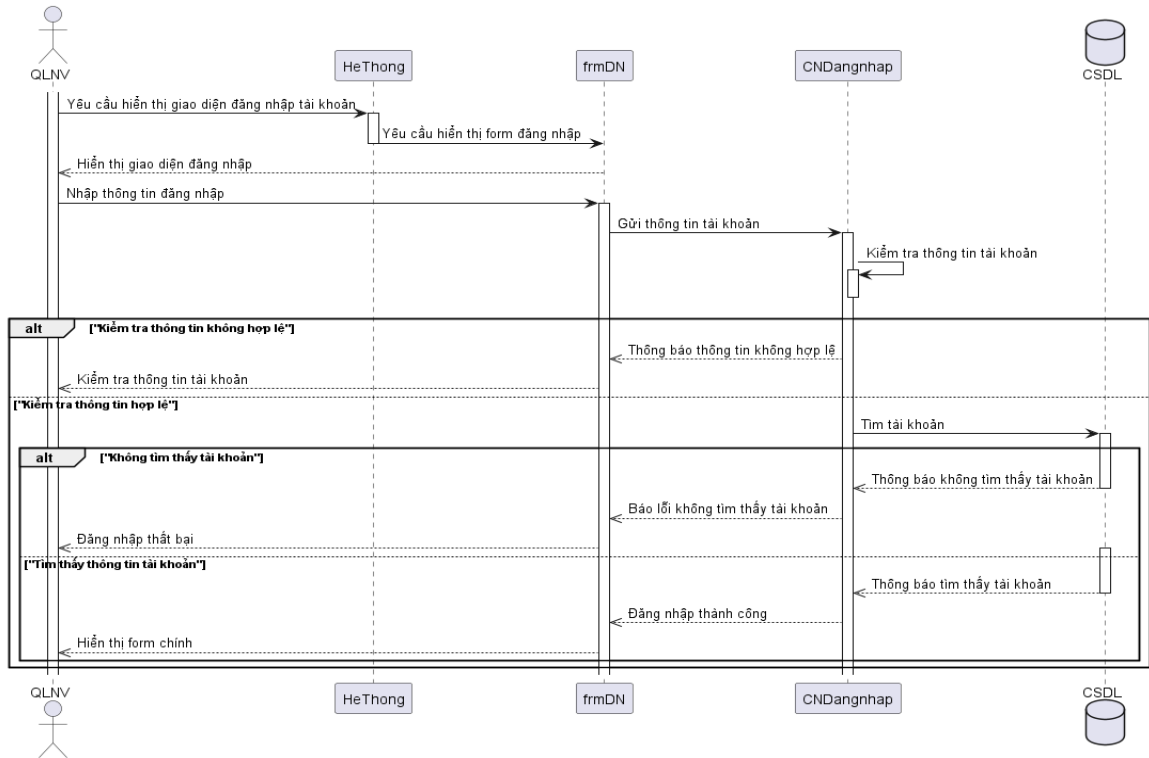 QLNV
HeThong
frmDN
CNDangnhap
CSDL
Yêu cầu hiển thị giao diện đăng nhập tài khoản
Yêu cầu hiển thị form đăng nhập
Hiển thị giao diện đăng nhập
Nhập thông tin đăng nhập
Gửi thông tin tài khoản
Kiểm tra thông tin tài khoản
alt ["Kiểm tra thông tin không hợp lệ"]
Thông báo thông tin không hợp lệ
Kiểm tra thông tin tài khoản
["Kiểm tra thông tin hợp lệ"]
Tìm tài khoản
alt ["Không tìm thấy tài khoản"]
Thông báo không tìm thấy tài khoản
Báo lỗi không tìm thấy tài khoản
Đăng nhập thất bại
["Tìm thấy thông tin tài khoản"]
Thông báo tìm thấy tài khoản
Đăng nhập thành công
Hiển thị form chính
QLNV
HeThong
frmDN
CNDangnhap
CSDL